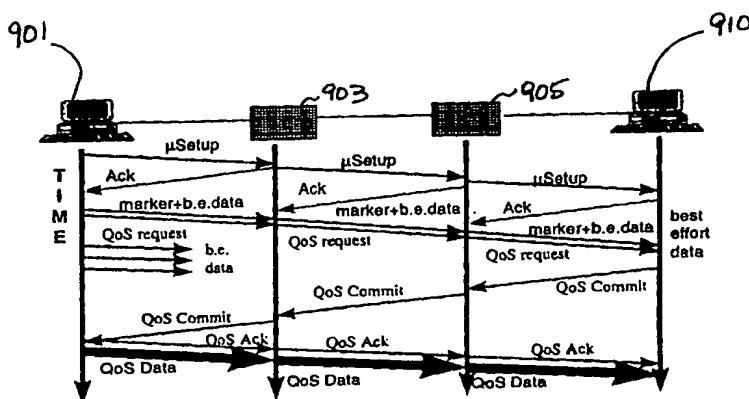 901
903
905
910
TIME
μSetup
μSetup
μSetup
Ack
Ack
Ack
marker+b.e.data
marker+b.e.data
marker+b.e.data
QoS request
QoS request
QoS request
b.e.
data
best
effort
data
QoS Commit
QoS Commit
QoS Commit
QoS Ack
QoS Ack
QoS Ack
QoS Data
QoS Data
QoS Data